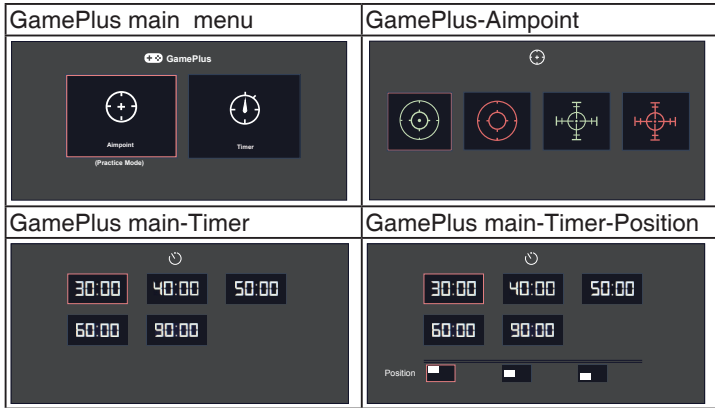 GamePlus main  menu
GamePlus-Aimpoint
GamePlus
Aimpoint
Timer
(Practice Mode)
GamePlus main-Timer
GamePlus main-Timer-Position
30:00 40:00 50:00
60:00 90:00
30:00 40:00 50:00
60:00 90:00
Position